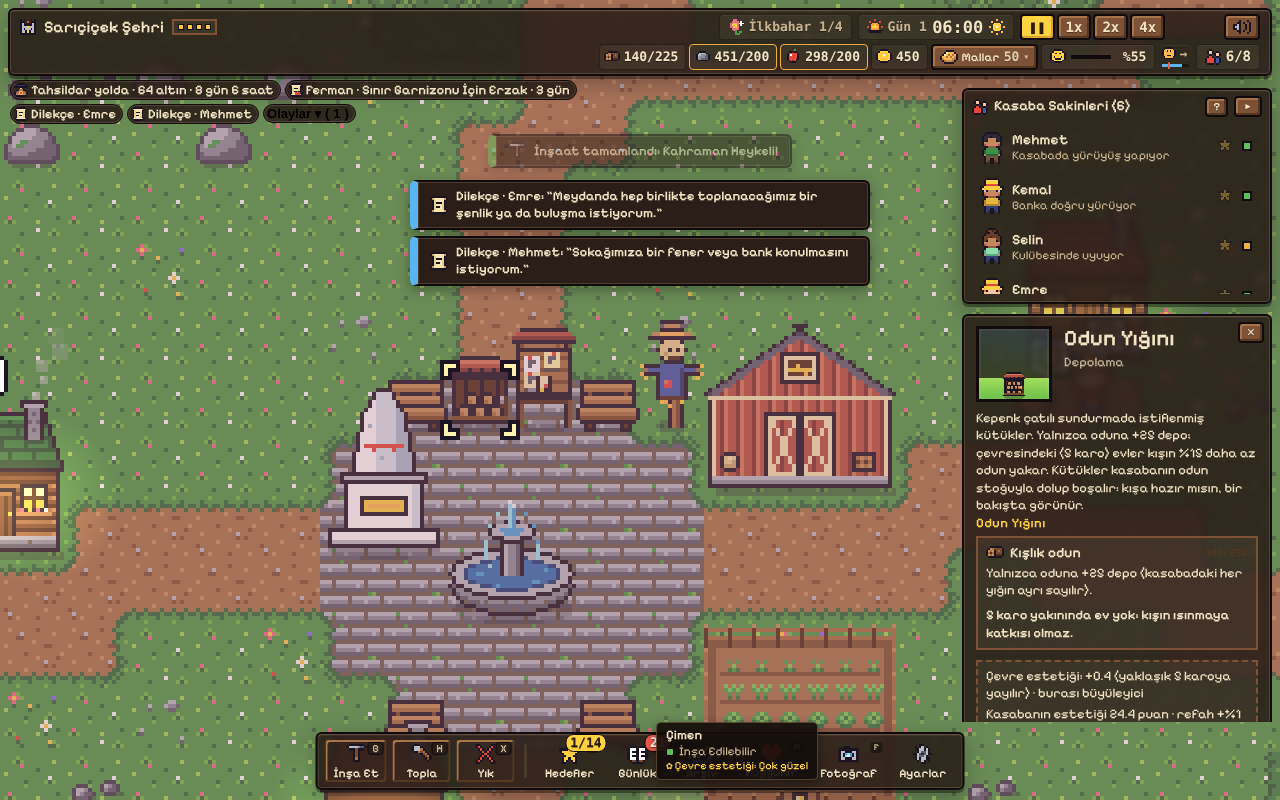 Sarıçiçek Şehri
İlkbahar 1/4
Gün 1 06:00
1x
2x
4x
140/225
451/200
298/200
450
Mallar 50 ▾
%55
6/8
Tahsildar yolda · 64 altın · 8 gün 6 saat
Ferman · Sınır Garnizonu İçin Erzak · 3 gün
Dilekçe · Emre
Dilekçe · Mehmet
Olaylar ▾ ( 1 )
İnşaat tamamlandı: Kahraman Heykeli!
Dilekçe · Emre: "Meydanda hep birlikte toplanacağımız bir
şenlik ya da buluşma istiyorum."
Dilekçe · Mehmet: "Sokağımıza bir fener veya bank konulmasını
istiyorum."
Kasaba Sakinleri (6)
?
Mehmet
Kasabada yürüyüş yapıyor
Kemal
Banka doğru yürüyor
Selin
Kulübesinde uyuyor
Emre
Odun Yığını
Depolama
Kepenk çatılı sundurmada istiflenmiş
kütükler. Yalnızca oduna +25 depo:
çevresindeki (5 karo) evler kışın %15 daha az
odun yakar. Kütükler kasabanın odun
stoğuyla dolup boşalır: kışa hazır mısın, bir
bakışta görünür.
Odun Yığını
Kışlık odun
Yalnızca oduna +25 depo (kasabadaki her
yığın ayrı sayılır).
5 karo yakınında ev yok: kışın ısınmaya
katkısı olmaz.
Çevre estetiği: +0.4 (yaklaşık 5 karoya
yayılır) · burası büyüleyici
Kasabanın estetiği 24.4 puan · refah +%1
Çimen
İnşa Edilebilir
Çevre estetiği: Çok güzel
G
İnşa Et
H
Topla
X
Yık
1/14
Hedefler
2
Günlük
F
Fotoğraf
Ayarlar